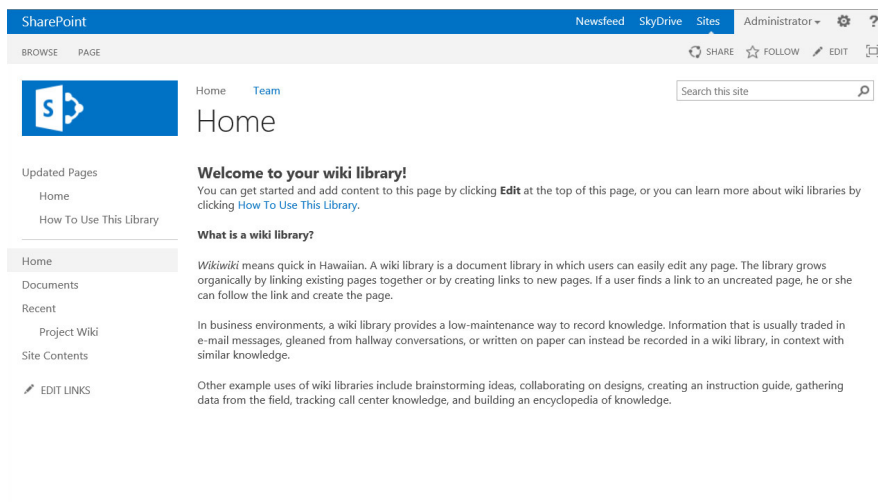 SharePoint Newsfeed SkyDrive Sites Administrator ?
BROWSE PAGE SHARE FOLLOW EDIT
S
Home Team
Search this site
Home
Updated Pages
Home
How To Use This Library
Home
Documents
Recent
Project Wiki
Site Contents
EDIT LINKS
Welcome to your wiki library!
You can get started and add content to this page by clicking Edit at the top of this page, or you can learn more about wiki libraries by
clicking How To Use This Library.
What is a wiki library?
Wikiwiki means quick in Hawaiian. A wiki library is a document library in which users can easily edit any page. The library grows
organically by linking existing pages together or by creating links to new pages. If a user finds a link to an uncreated page, he or she
can follow the link and create the page.
In business environments, a wiki library provides a low-maintenance way to record knowledge. Information that is usually traded in
e-mail messages, gleaned from hallway conversations, or written on paper can instead be recorded in a wiki library, in context with
similar knowledge.
Other example uses of wiki libraries include brainstorming ideas, collaborating on designs, creating an instruction guide, gathering
data from the field, tracking call center knowledge, and building an encyclopedia of knowledge.